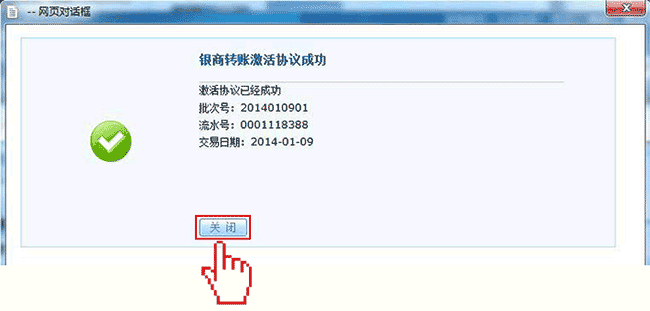 -- 网页对话框
银商转账激活协议成功
激活协议已经成功
批次号：2014010901
流水号：0001118388
交易日期：2014-01-09
关 闭